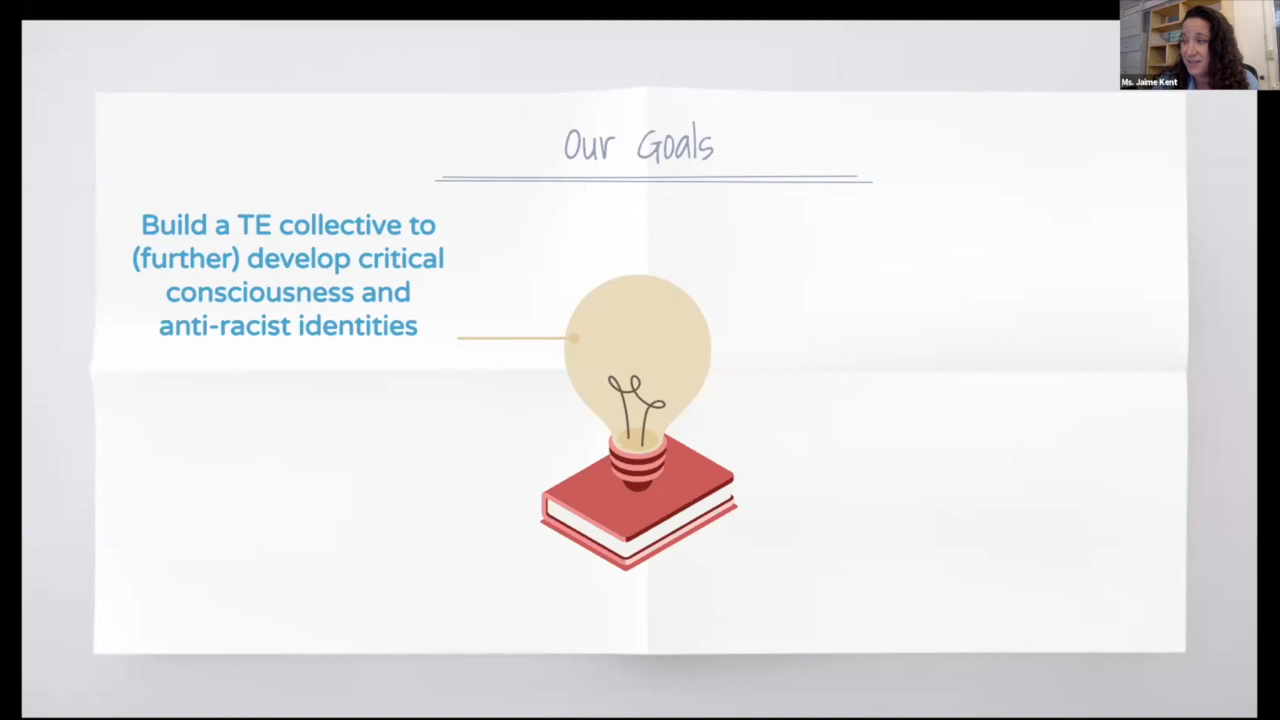 Ms. Jaime Kent
Our Goals
Build a TE collective to
(further) develop critical
consciousness and
anti-racist identities